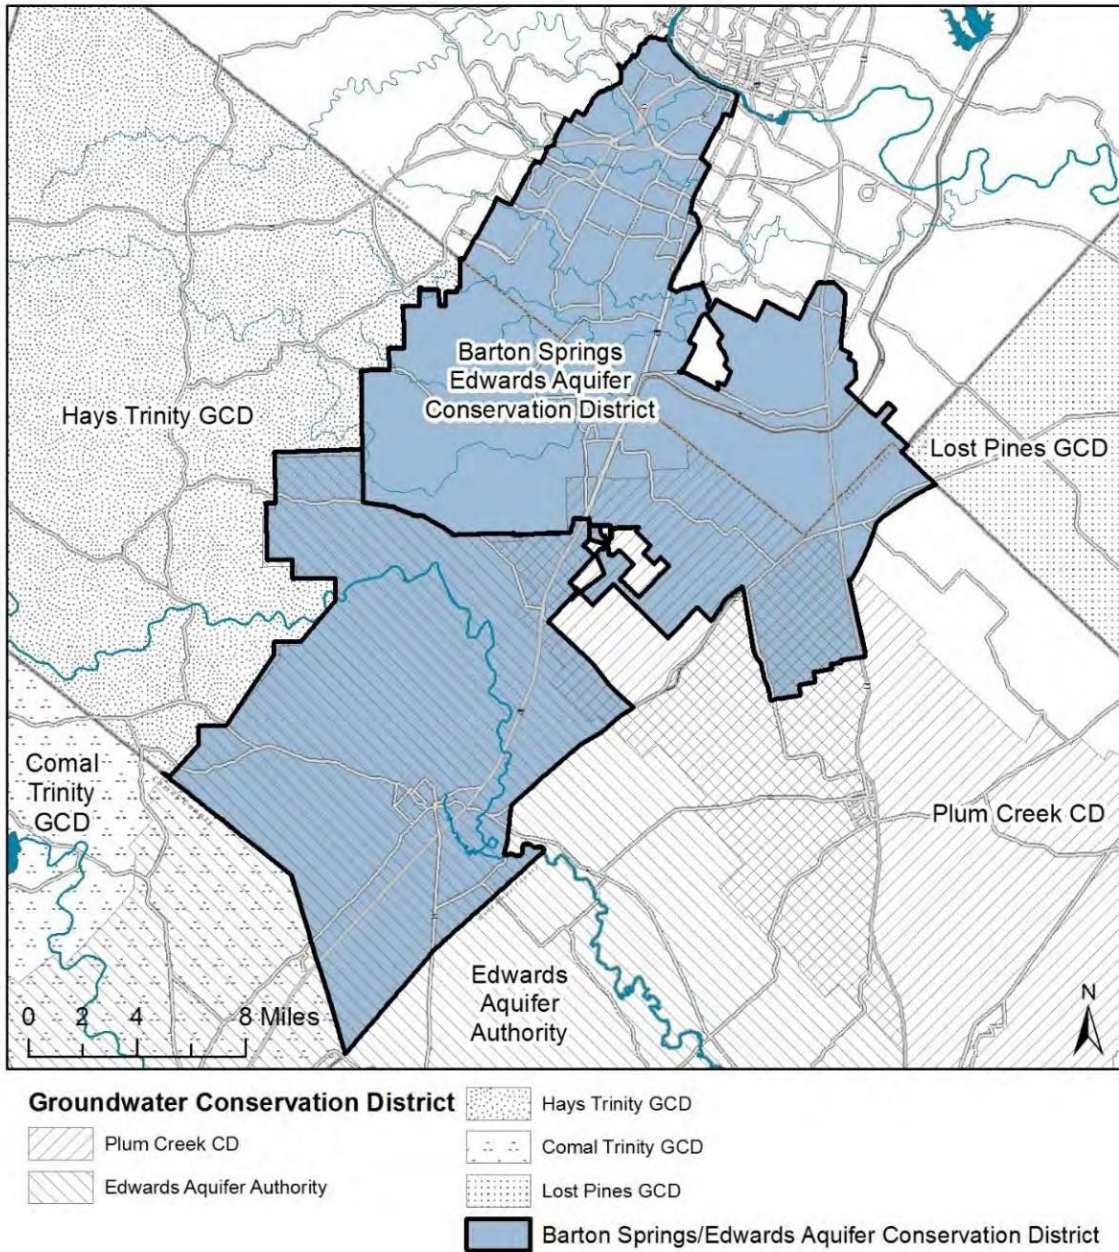 Barton Springs
Edwards Aquifer
Conservation District
Hays Trinity GCD
Lost Pines GCD
Comal
Trinity
GCD
Plum Creek CD
Edwards
Aquifer
Authority
0 2 4 8 Miles
N
Groundwater Conservation District
Plum Creek CD
Edwards Aquifer Authority
Hays Trinity GCD
Comal Trinity GCD
Lost Pines GCD
Barton Springs/Edwards Aquifer Conservation District